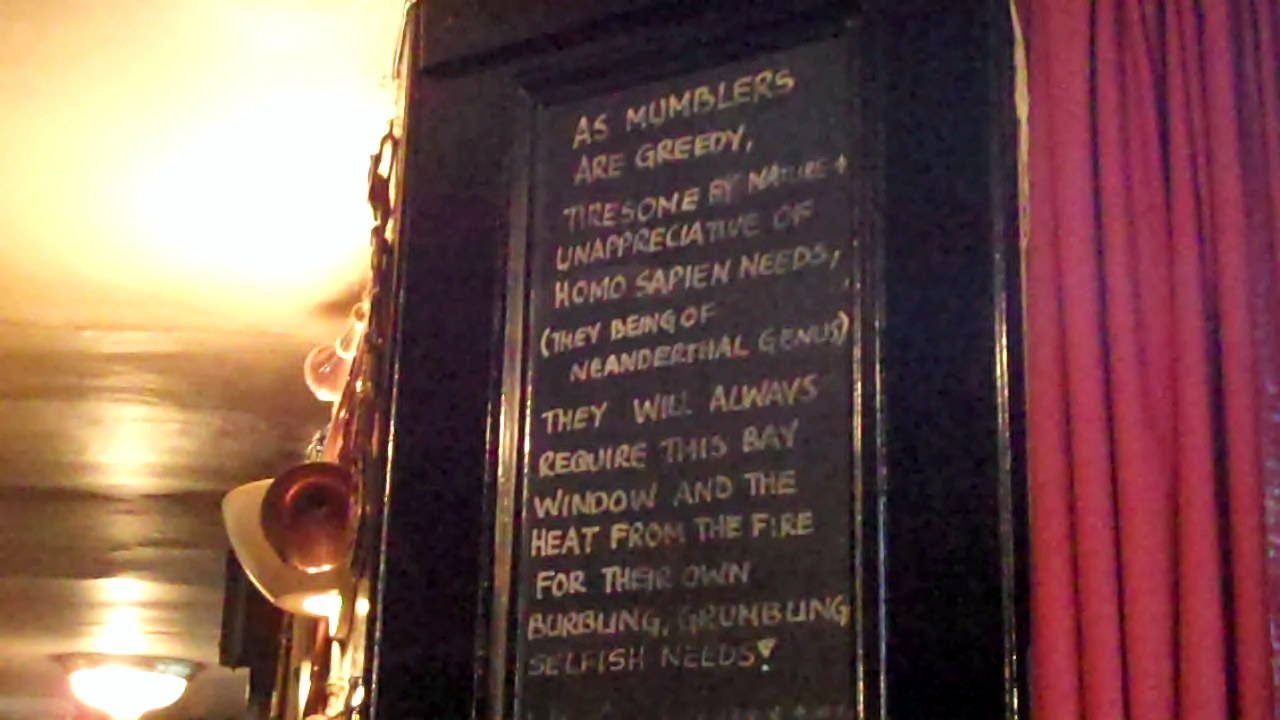 AS MUMBLERS
ARE GREEDY,
TIRESOME BY NATURE +
UNAPPRECIATIVE OF
HOMO SAPIEN NEEDS,
(THEY BEING OF
NEANDERTHAL GENUS)
THEY WILL ALWAYS
REQUIRE THIS BAY
WINDOW AND THE
HEAT FROM THE FIRE
FOR THEIR OWN
BURBLING, GRUMBLING
SELFISH NEEDS!